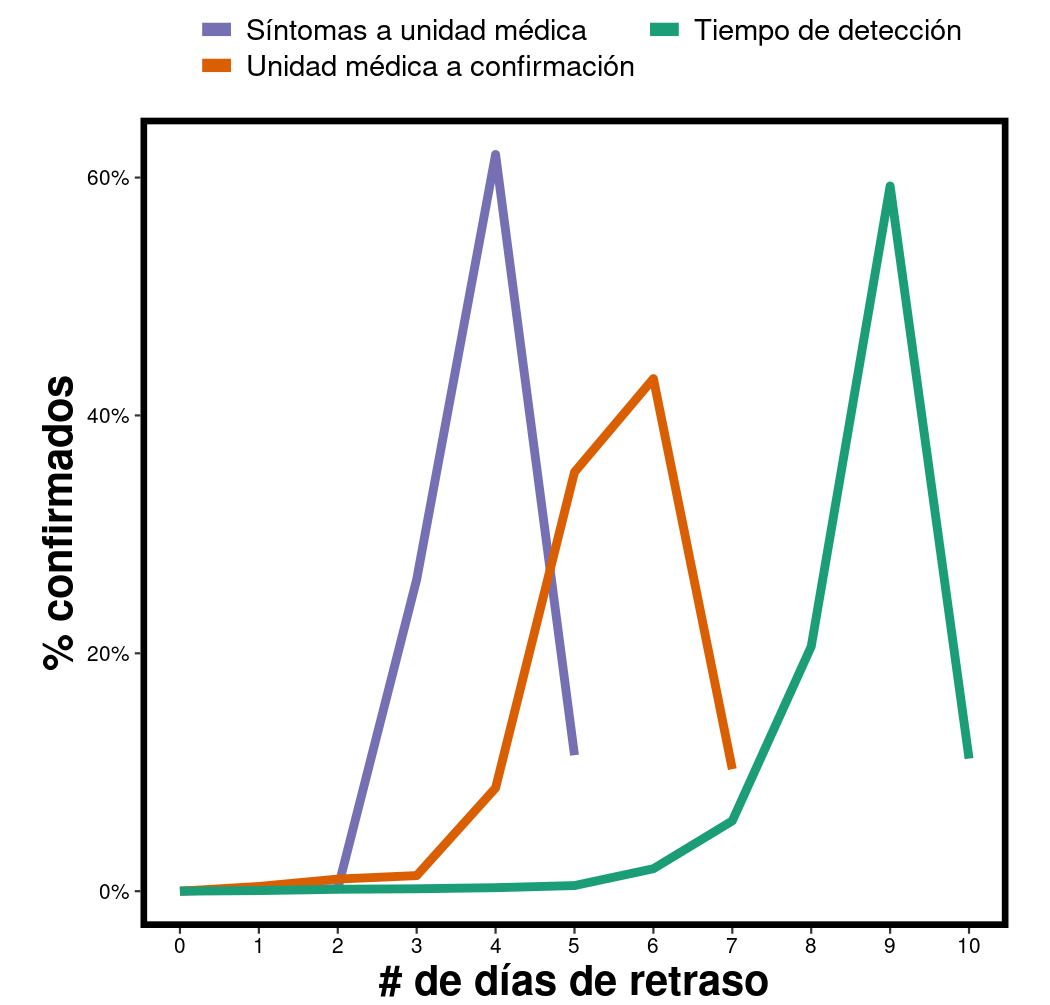 Síntomas a unidad médica
Tiempo de detección
Unidad médica a confirmación
60%
40%
20%
0%
% confirmados
0 1 2 3 4 5 6 7 8 9 10
# de días de retraso